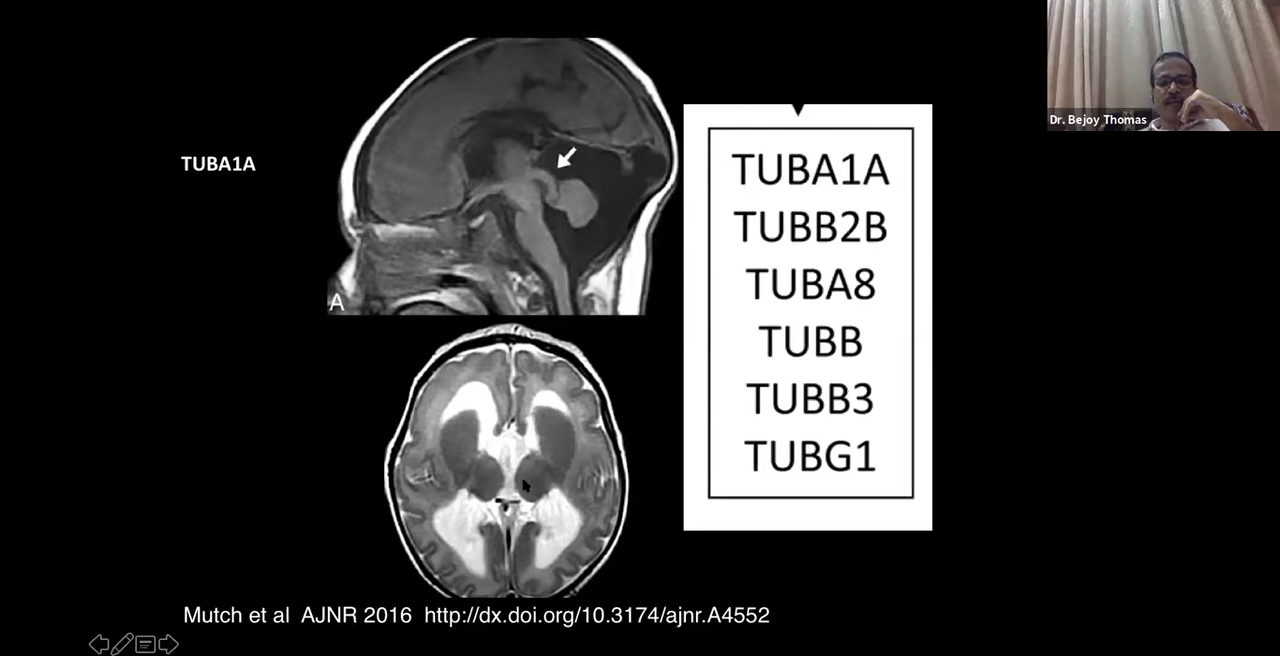 Dr. Bejoy Thomas
TUBA1A
A
TUBA1A
TUBB2B
TUBA8
TUBB
TUBB3
TUBG1
Mutch et al AJNR 2016 http://dx.doi.org/10.3174/ajnr.A4552